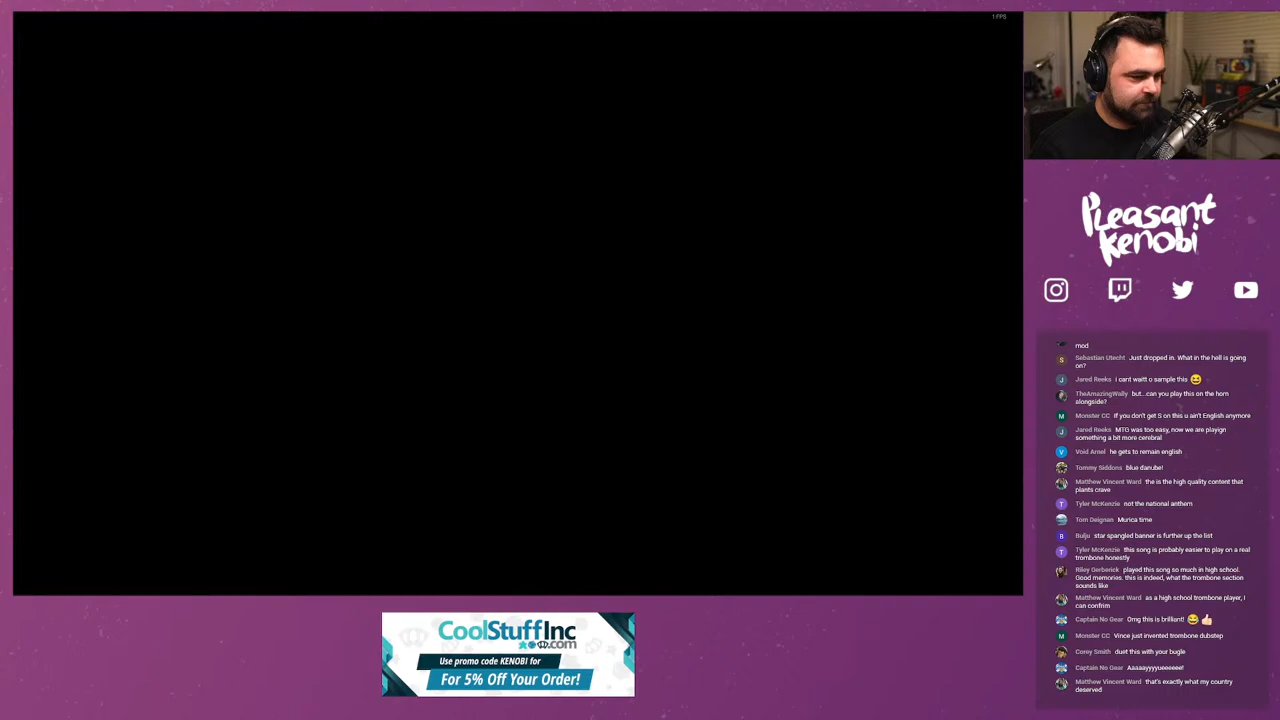 1 FPS
Pleasant
Kenobi
mod
Sebastian Utecht Just dropped in. What in the hell is going
on?
Jared Reeks i cant waitt o sample this 😆
TheAmazingWally but...can you play this on the horn
alongside?
Monster CC If you don't get S on this u ain't English anymore
Jared Reeks MTG was too easy, now we are playign
something a bit more cerebral
Void Arnel he gets to remain english
Tommy Siddons blue danube!
Matthew Vincent Ward the is the high quality content that
plants crave
Tyler McKenzie not the national anthem
Tom Deignan Murica time
Bulju star spangled banner is further up the list
Tyler McKenzie this song is probably easier to play on a real
trombone honestly
Riley Gerberick played this song so much in high school.
Good memories. this is indeed, what the trombone section
sounds like
Matthew Vincent Ward as a high school trombone player, I
can confrim
Captain No Gear Omg this is brilliant! 😂👍🏻
Monster CC Vince just invented trombone dubstep
Corey Smith duet this with your bugle
Captain No Gear Aaaaayyyyueeeeee!
Matthew Vincent Ward that's exactly what my country
deserved
CoolStuffInc
.com
Use promo code KENOBI for
For 5% Off Your Order!